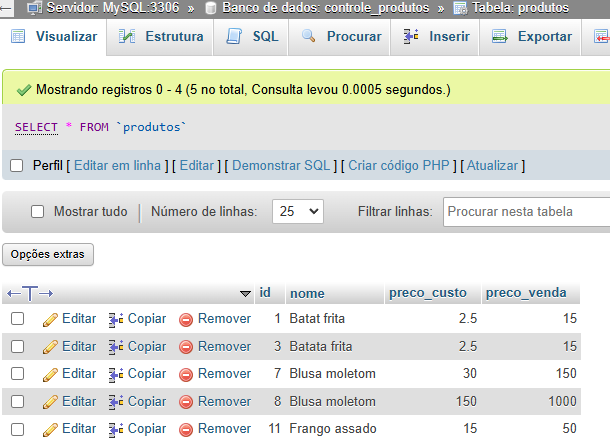 Servidor: MySQL:3306 » Banco de dados: controle_produtos » Tabela: produtos
Visualizar Estrutura SQL Procurar Inserir Exportar
Mostrando registros 0 - 4 (5 no total, Consulta levou 0.0005 segundos.)
SELECT * FROM `produtos`
Perfil [ Editar em linha ] [ Editar ] [ Demonstrar SQL ] [ Criar código PHP ] [ Atualizar ]
Mostrar tudo Número de linhas: 25 Filtrar linhas: Procurar nesta tabela
Opções extras
←T→ id nome preco_custo preco_venda
Editar Copiar Remover 1 Batat frita 2.5 15
Editar Copiar Remover 3 Batata frita 2.5 15
Editar Copiar Remover 7 Blusa moletom 30 150
Editar Copiar Remover 8 Blusa moletom 150 1000
Editar Copiar Remover 11 Frango assado 15 50